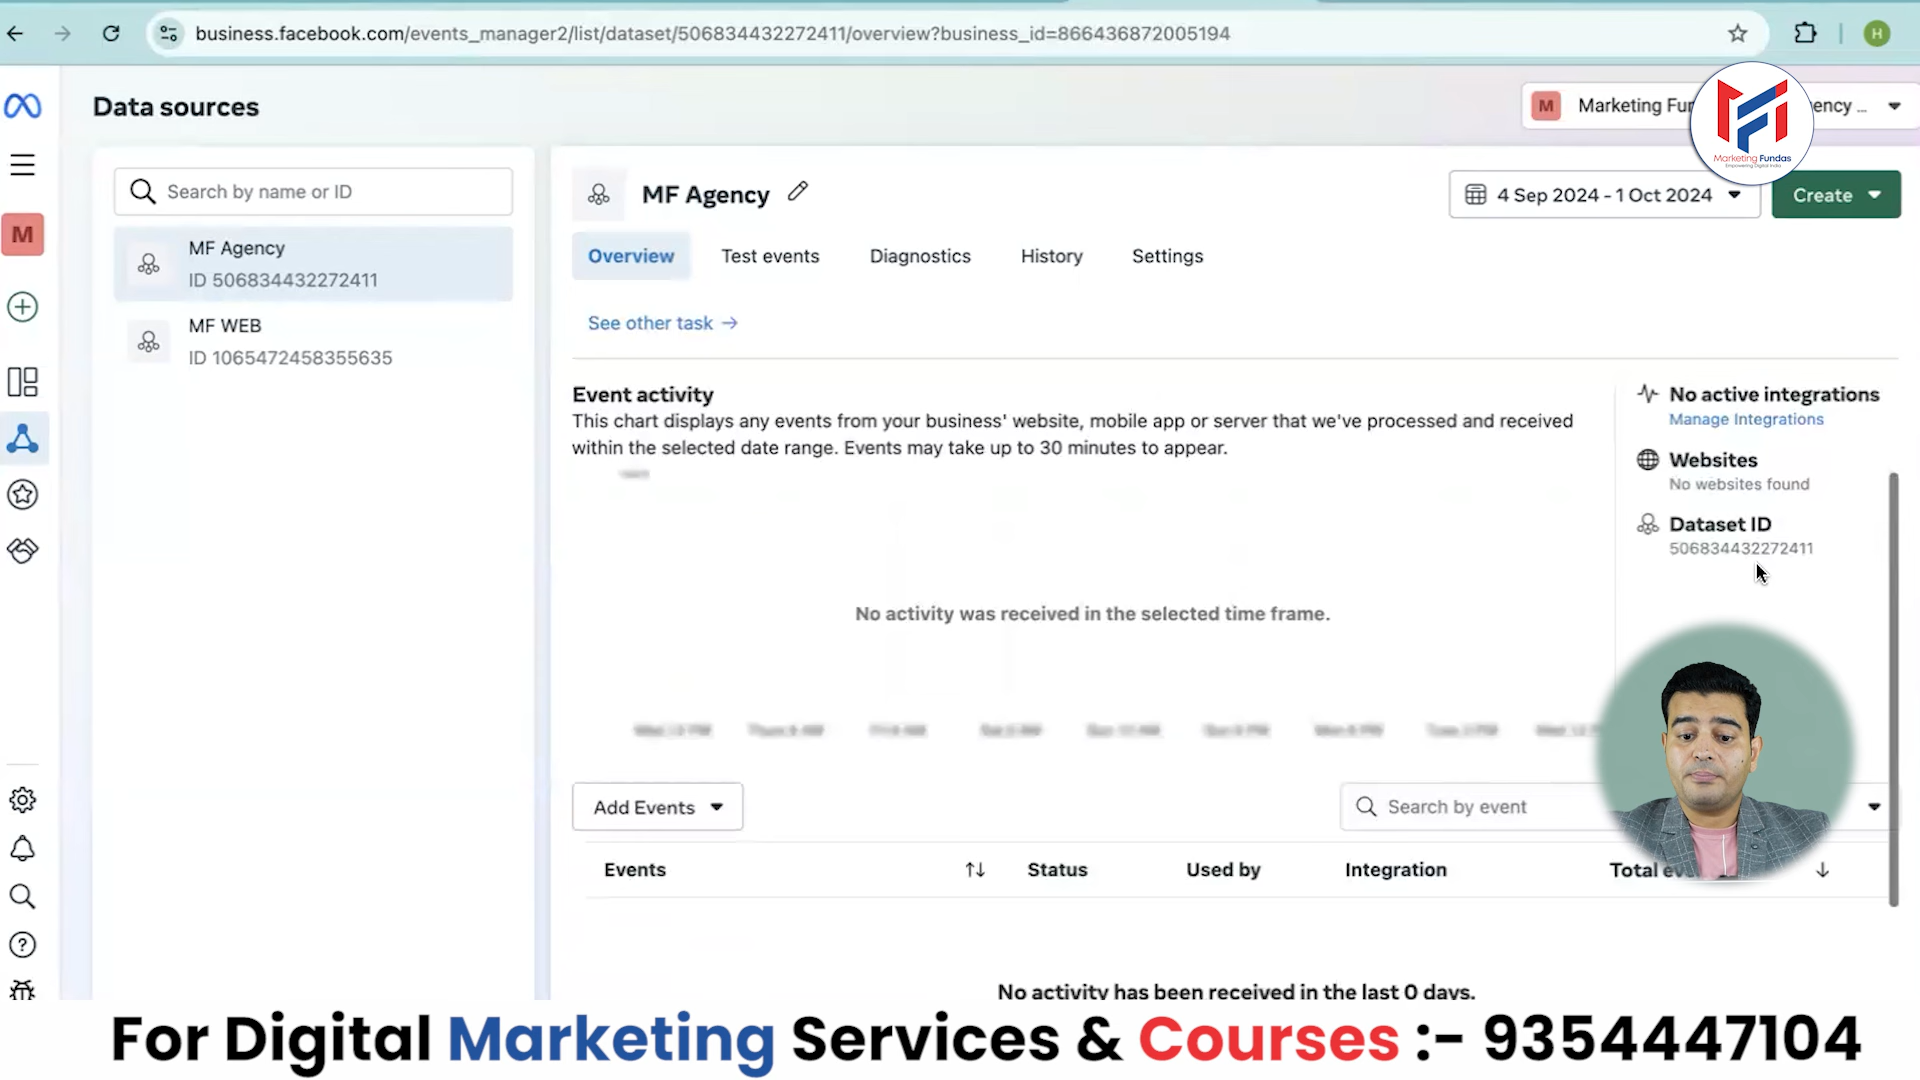 business.facebook.com/events_manager2/list/dataset/506834432272411/overview?business_id=866436872005194
H
Data sources
M
Marketing Fun
ency ...
Marketing Fundas
Empowering Digital India
Search by name or ID
MF Agency
ID 506834432272411
MF WEB
ID 1065472458355635
M
MF Agency
4 Sep 2024 - 1 Oct 2024
Create
Overview
Test events
Diagnostics
History
Settings
See other task →
Event activity
This chart displays any events from your business' website, mobile app or server that we've processed and received
within the selected date range. Events may take up to 30 minutes to appear.
No active integrations
Manage Integrations
Websites
No websites found
Dataset ID
506834432272411
No activity was received in the selected time frame.
Add Events
Search by event
Events
Status
Used by
Integration
Total ev
No activity has been received in the last 0 days.
For Digital Marketing Services & Courses :- 9354447104